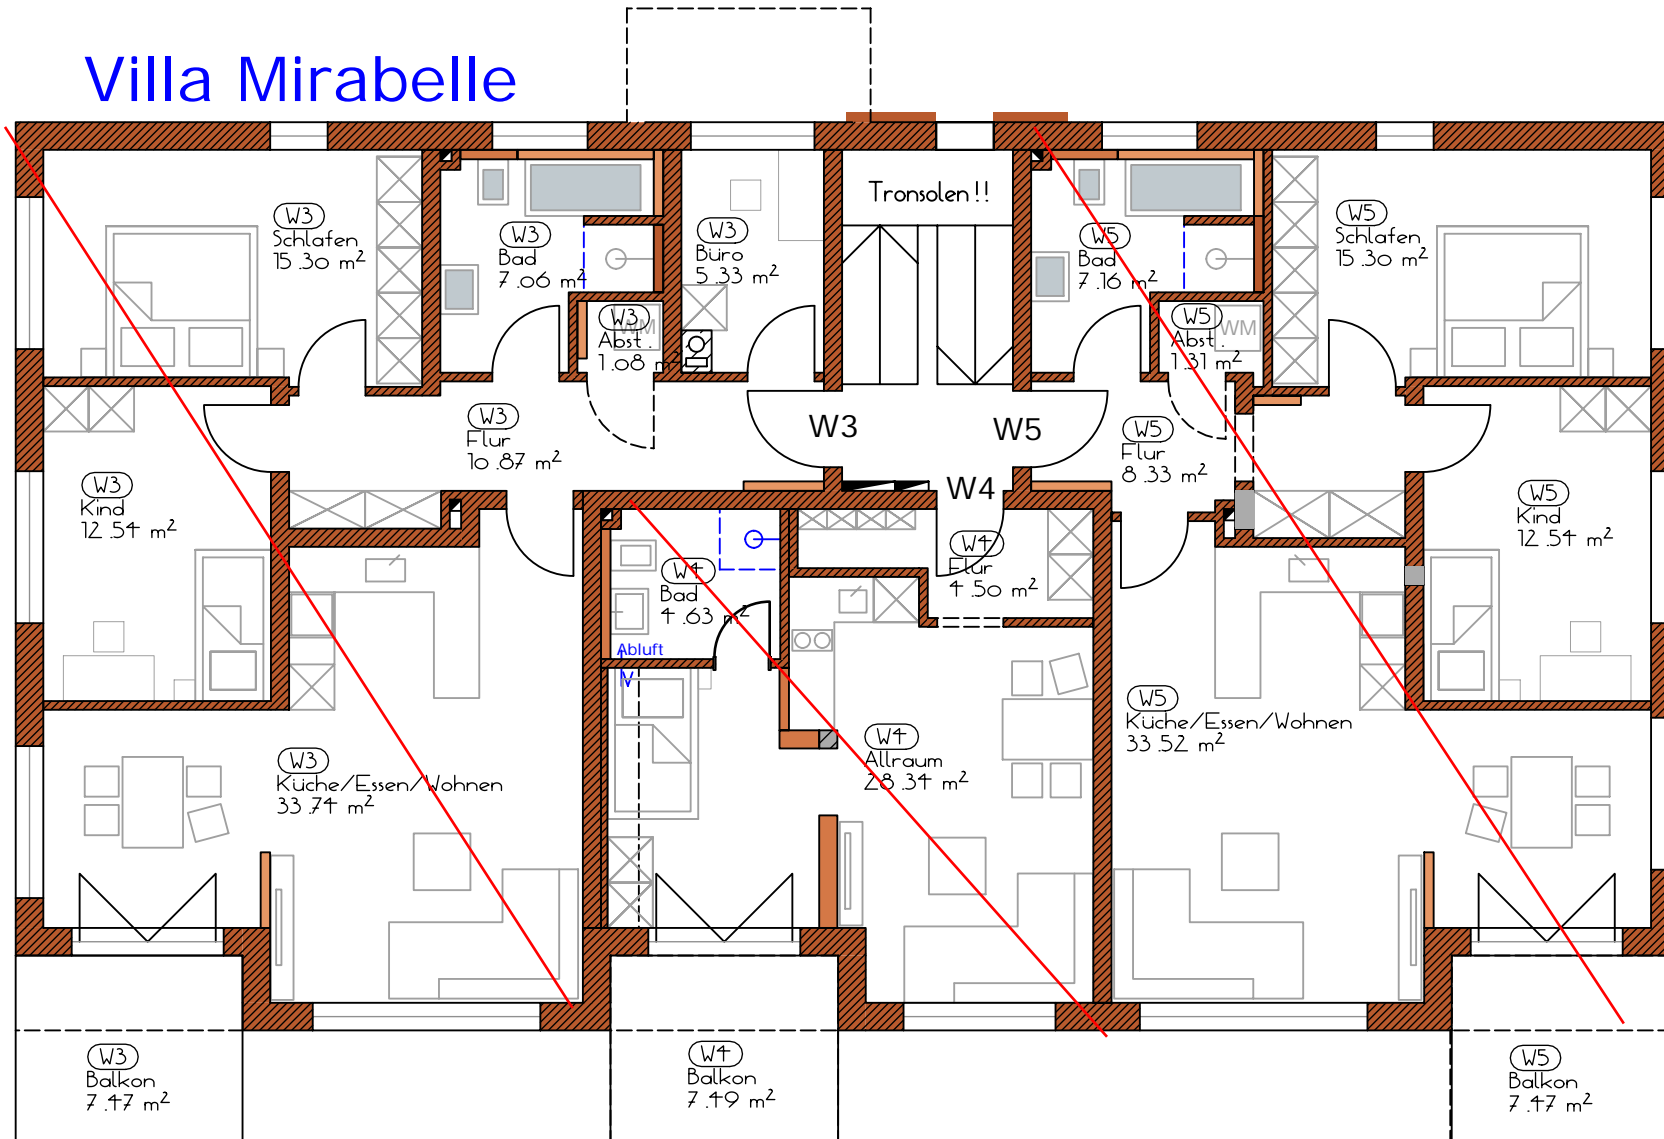 Villa Mirabelle
Tronsolen!!
W3
Schlafen
15.30 m²
W3
Bad
7.06 m²
W3
Büro
5.33 m²
W5
Bad
7.16 m²
W5
Schlafen
15.30 m²
W3
Abst.
1.08 m²
WM
W5
Abst.
1.31 m²
WM
W3
Flur
10.87 m²
W3
W5
W4
W5
Flur
8.33 m²
W3
Kind
12.54 m²
W5
Kind
12.54 m²
W4
Bad
4.63 m²
W4
Flur
4.50 m²
Abluft
IV
W3
Küche/Essen/Wohnen
33.74 m²
W4
Allraum
28.34 m²
W5
Küche/Essen/Wohnen
33.52 m²
W3
Balkon
7.47 m²
W4
Balkon
7.49 m²
W5
Balkon
7.47 m²